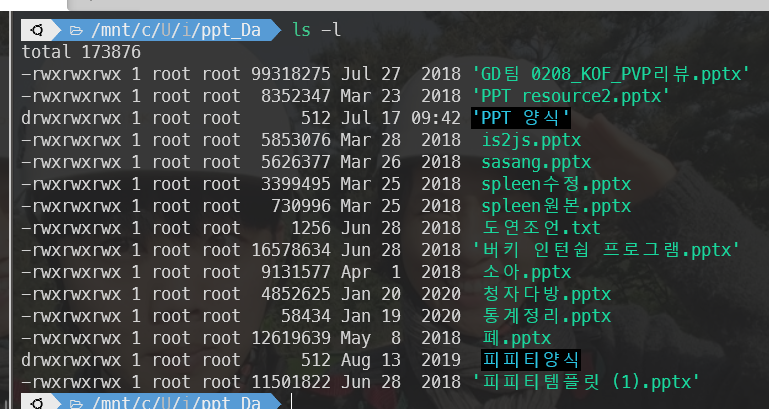 /mnt/c/U/i/ppt_Da ls -l
total 173876
-rwxrwxrwx 1 root root 99318275 Jul 27 2018 'GD팀 0208_KOF_PVP리뷰.pptx'
-rwxrwxrwx 1 root root 8352347 Mar 23 2018 'PPT resource2.pptx'
drwxrwxrwx 1 root root 512 Jul 17 09:42 'PPT 양식'
-rwxrwxrwx 1 root root 5853076 Mar 28 2018 is2js.pptx
-rwxrwxrwx 1 root root 5626377 Mar 26 2018 sasang.pptx
-rwxrwxrwx 1 root root 3399495 Mar 25 2018 spleen수정.pptx
-rwxrwxrwx 1 root root 730996 Mar 25 2018 spleen원본.pptx
-rwxrwxrwx 1 root root 1256 Jun 28 2018 도연조언.txt
-rwxrwxrwx 1 root root 16578634 Jun 28 2018 '버키 인턴쉽 프로그램.pptx'
-rwxrwxrwx 1 root root 9131577 Apr 1 2018 소아.pptx
-rwxrwxrwx 1 root root 4852625 Jan 20 2020 청자다방.pptx
-rwxrwxrwx 1 root root 58434 Jan 19 2020 통계정리.pptx
-rwxrwxrwx 1 root root 12619639 May 8 2018 폐.pptx
drwxrwxrwx 1 root root 512 Aug 13 2019 피피티양식
-rwxrwxrwx 1 root root 11501822 Jun 28 2018 '피피티템플릿 (1).pptx'
/mnt/c/U/i/ppt_Da